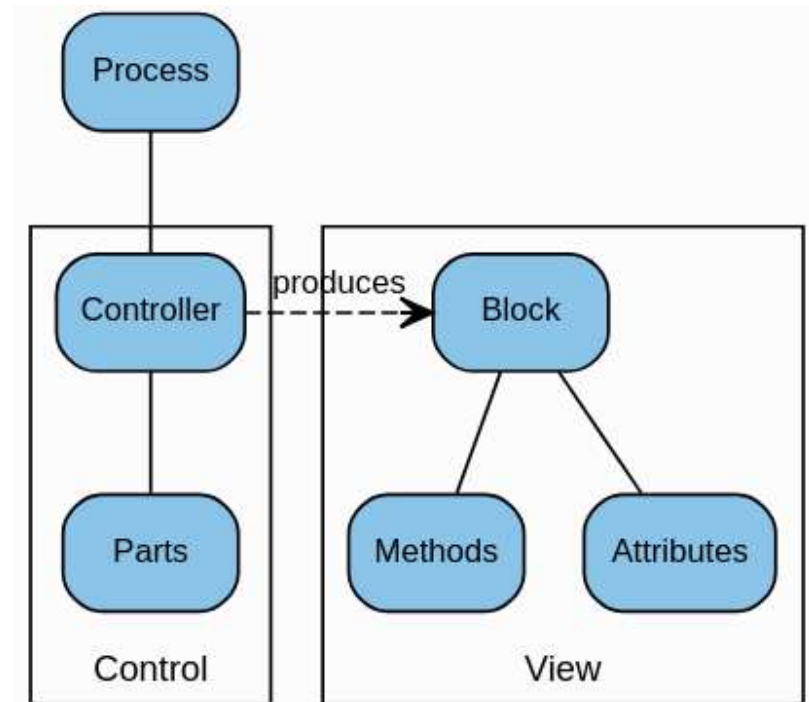 Process
Controller
produces
Block
Parts
Methods
Attributes
Control
View